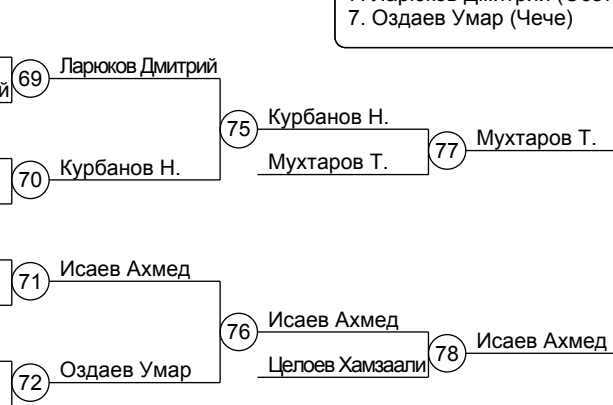 7. Оздаев Умар (Чече)
69 Ларюков Дмитрий
й
75 Курбанов Н.
77 Мухтаров Т.
Мухтаров Т.
70 Курбанов Н.
71 Исаев Ахмед
76 Исаев Ахмед
78 Исаев Ахмед
Целоев Хамзаали
72 Оздаев Умар